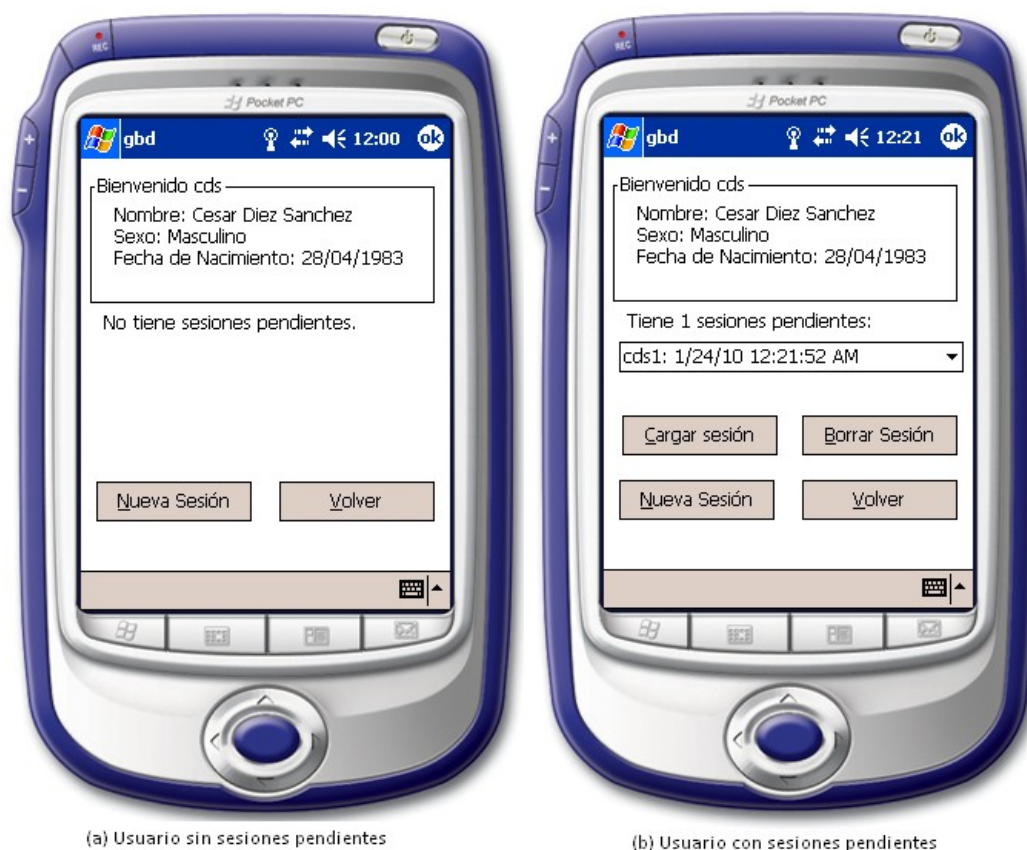 REC
Pocket PC
gbd 12:00 ok
Bienvenido cds
Nombre: Cesar Diez Sanchez
Sexo: Masculino
Fecha de Nacimiento: 28/04/1983
No tiene sesiones pendientes.
Nueva Sesión Volver
(a) Usuario sin sesiones pendientes
REC
Pocket PC
gbd 12:21 ok
Bienvenido cds
Nombre: Cesar Diez Sanchez
Sexo: Masculino
Fecha de Nacimiento: 28/04/1983
Tiene 1 sesiones pendientes:
cds1: 1/24/10 12:21:52 AM
Cargar sesión Borrar Sesión
Nueva Sesión Volver
(b) Usuario con sesiones pendientes